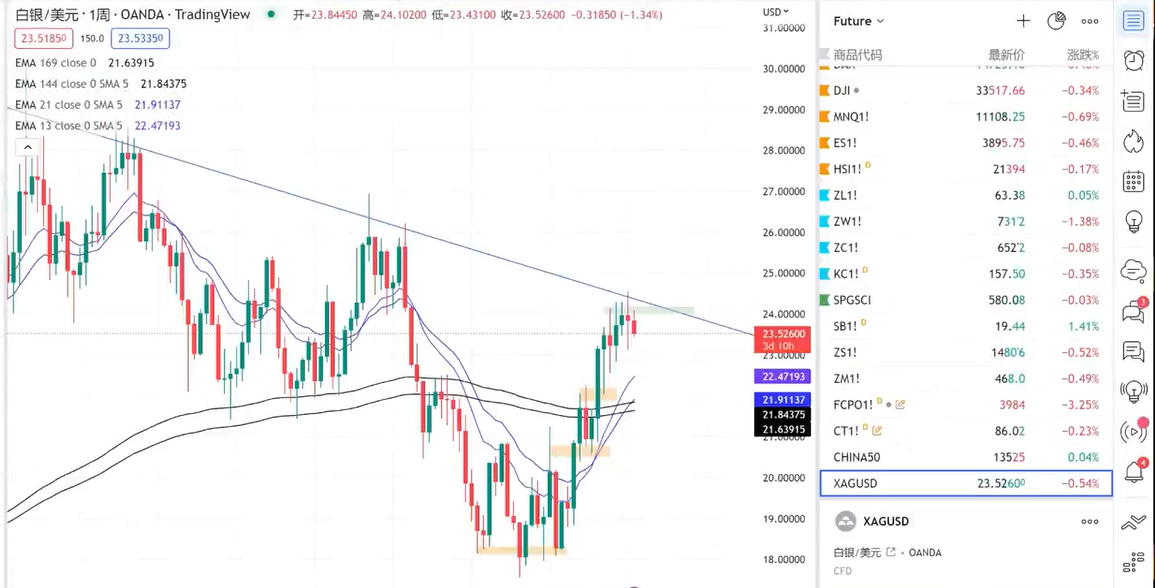 白银/美元 · 1周 · OANDA · TradingView 开=23.84450 高=24.10200 低=23.43100 收=23.52600 -0.31850 (-1.34%)
23.51850 150.0 23.53350
EMA 169 close 0 21.63915
EMA 144 close 0 SMA 5 21.84375
EMA 21 close 0 SMA 5 21.91137
EMA 13 close 0 SMA 5 22.47193
USD
31.00000
30.00000
29.00000
28.00000
27.00000
26.00000
25.00000
24.00000
23.52600
3d 10h
23.00000
22.47193
21.91137
21.84375
21.63915
21.00000
20.00000
19.00000
18.00000
Future
商品代码 最新价 涨跌%
DJI 33517.66 -0.34%
MNQ1! 11108.25 -0.69%
ES1! 3895.75 -0.46%
HSI1! D 21394 -0.17%
ZL1! 63.38 0.05%
ZW1! 731'2 -1.38%
ZC1! 652'2 -0.08%
KC1! D 157.50 -0.35%
SPGSCI 580.08 -0.03%
SB1! D 19.44 1.41%
ZS1! 1480'6 -0.52%
ZM1! 468.0 -0.49%
FCPO1! D 3984 -3.25%
CT1! D 86.02 -0.23%
CHINA50 13525 0.04%
XAGUSD 23.52600 -0.54%
XAGUSD
白银/美元 · OANDA
CFD
3
4